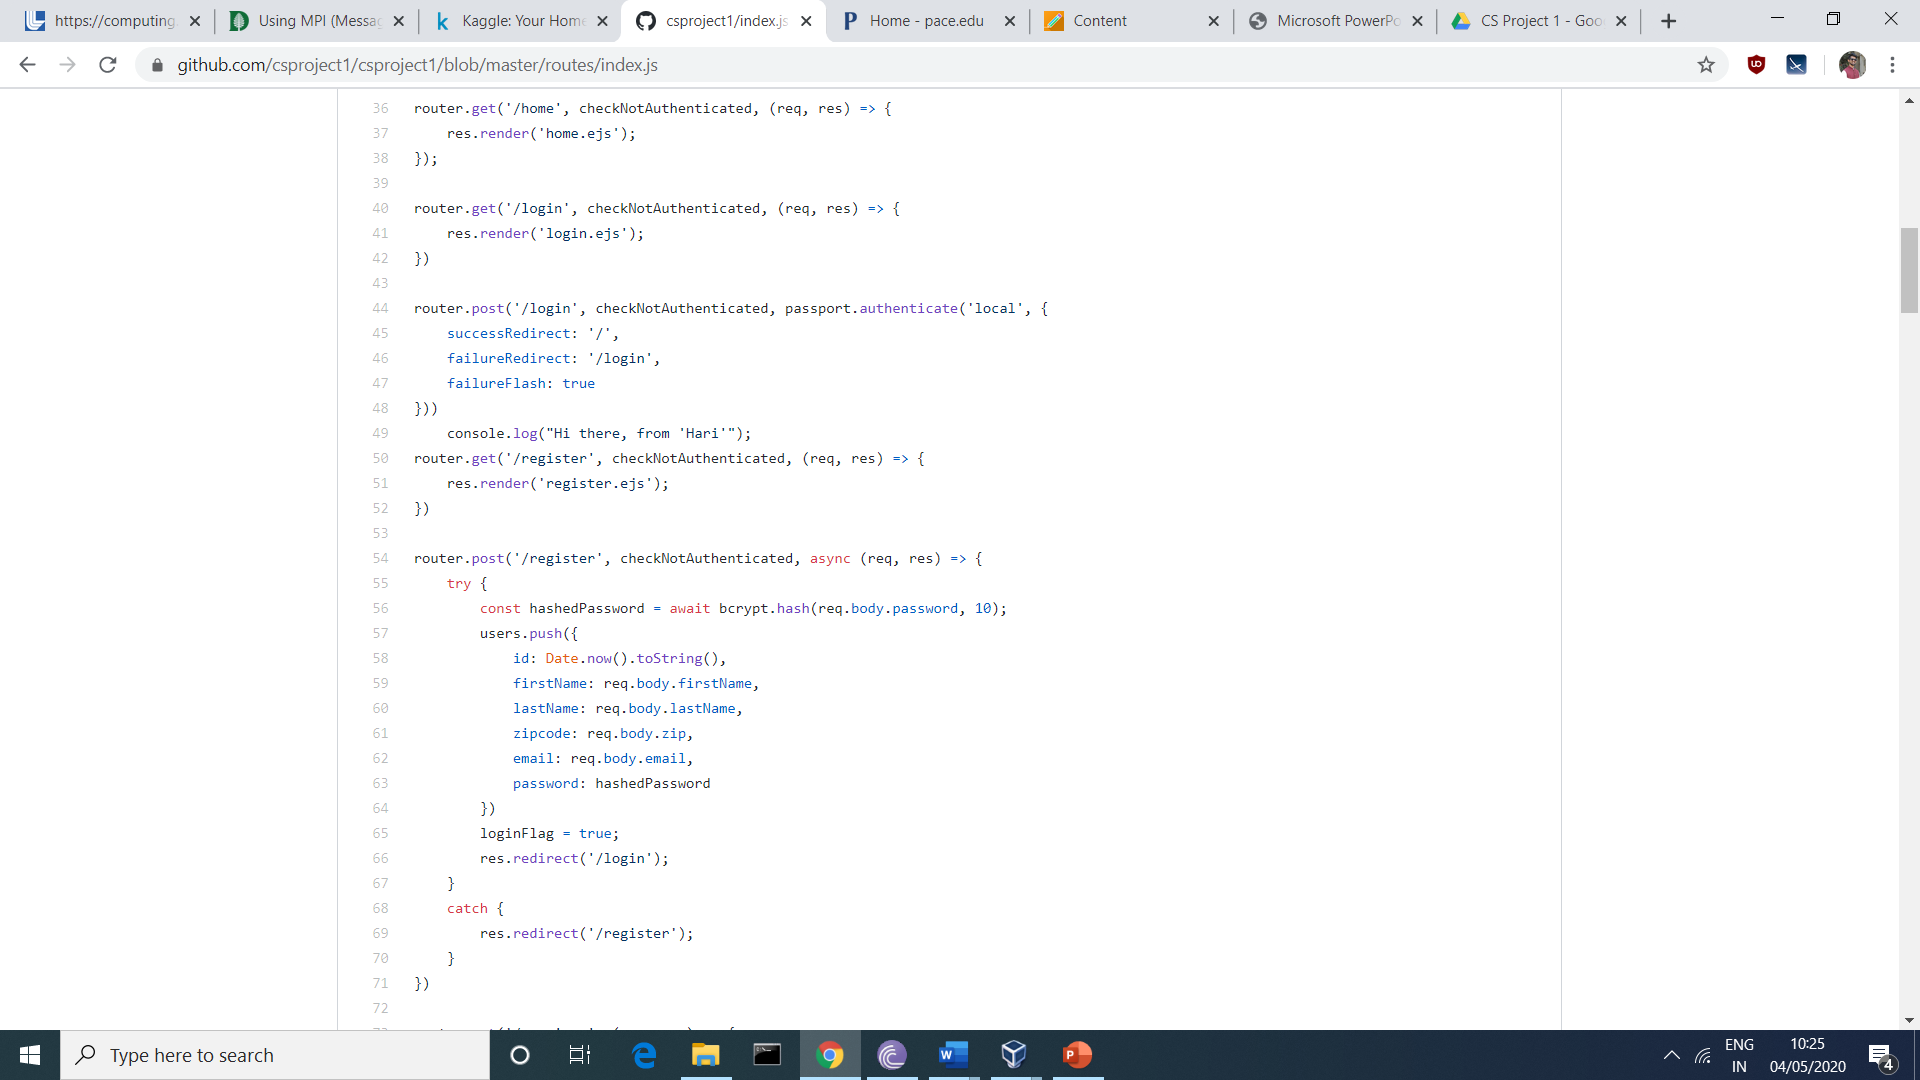 https://computing.
Using MPI (Messag
Kaggle: Your Home
csproject1/index.js
Home - pace.edu
Content
Microsoft PowerPo
CS Project 1 - Goo
github.com/csproject1/csproject1/blob/master/routes/index.js
36 router.get('/home', checkNotAuthenticated, (req, res) => {
37     res.render('home.ejs');
38 });
39
40 router.get('/login', checkNotAuthenticated, (req, res) => {
41     res.render('login.ejs');
42 })
43
44 router.post('/login', checkNotAuthenticated, passport.authenticate('local', {
45     successRedirect: '/',
46     failureRedirect: '/login',
47     failureFlash: true
48 }))
49     console.log("Hi there, from 'Hari'");
50 router.get('/register', checkNotAuthenticated, (req, res) => {
51     res.render('register.ejs');
52 })
53
54 router.post('/register', checkNotAuthenticated, async (req, res) => {
55     try {
56         const hashedPassword = await bcrypt.hash(req.body.password, 10);
57         users.push({
58             id: Date.now().toString(),
59             firstName: req.body.firstName,
60             lastName: req.body.lastName,
61             zipcode: req.body.zip,
62             email: req.body.email,
63             password: hashedPassword
64         })
65         loginFlag = true;
66         res.redirect('/login');
67     }
68     catch {
69         res.redirect('/register');
70     }
71 })
72
Type here to search
ENG
IN
10:25
04/05/2020
4